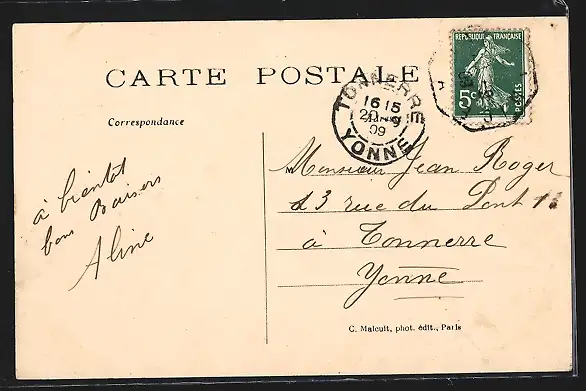 CARTE POSTALE
Correspondance
à bientôt
bons Baisers
Aline
REPUBLIQUE FRANÇAISE
5c
POSTES
TONNERRE
16 15
20
09
YONNE
Monsieur Jean Roger
rue du Pont
à Tonnerre
Yonne
C. Malcuit, phot. édit., Paris